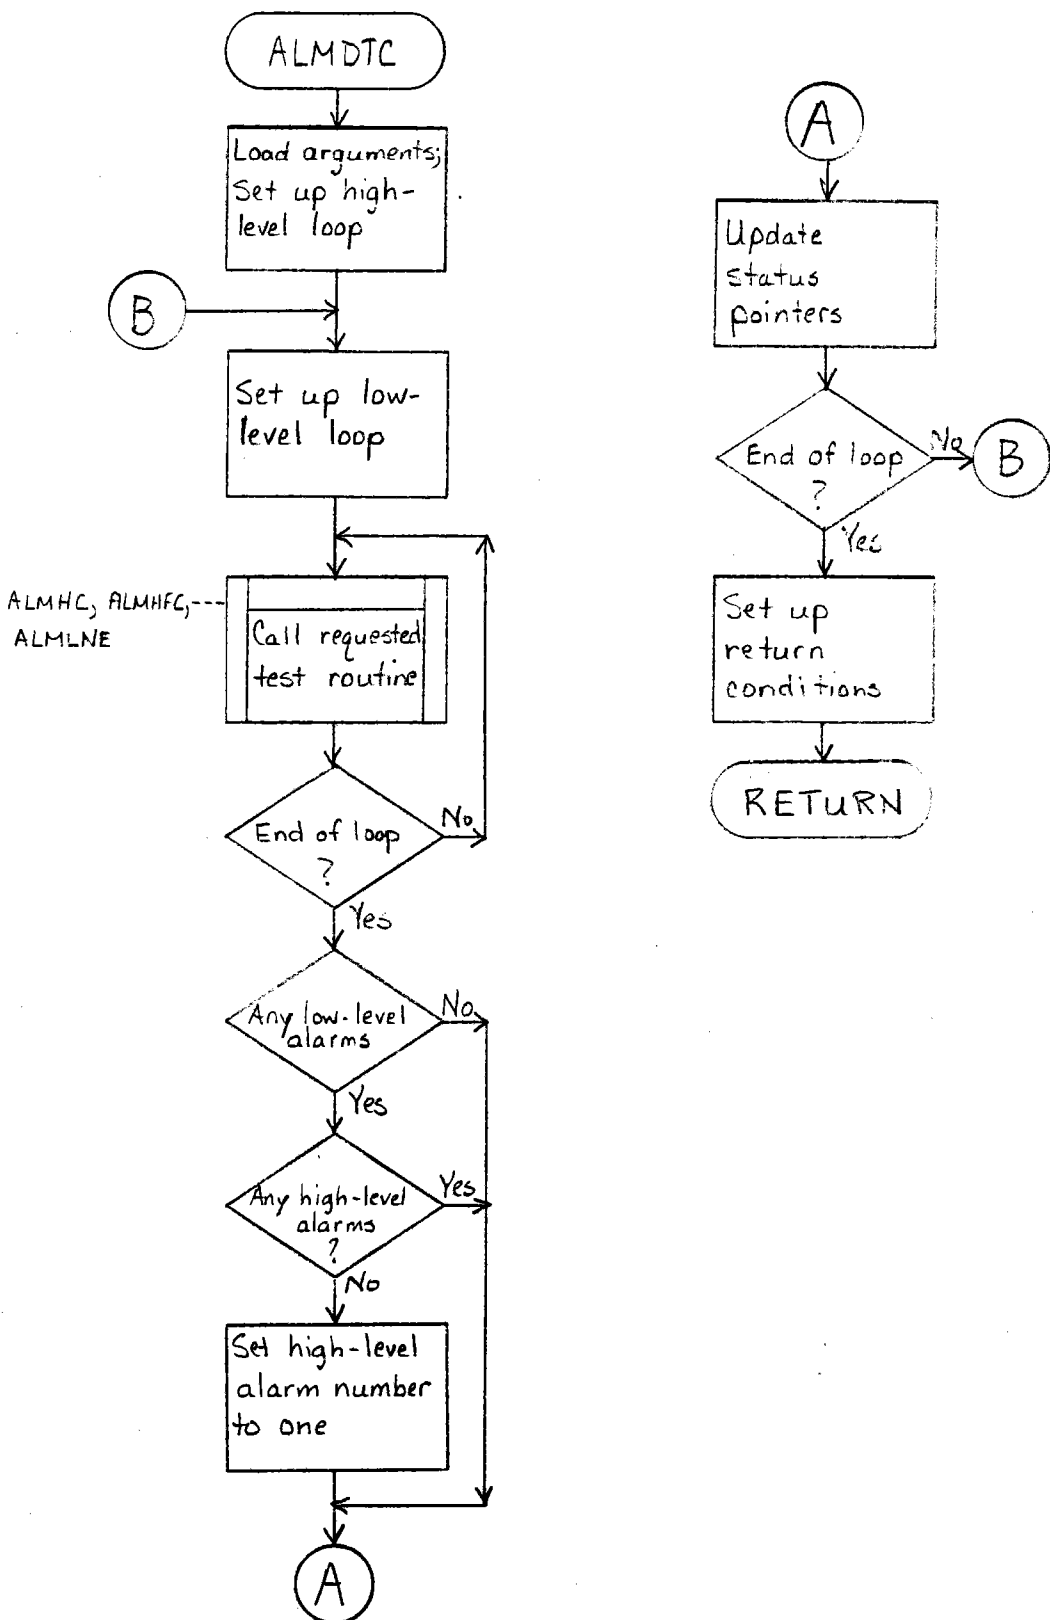 ALMDTC
Load arguments;
Set up high-
level loop
B
Set up low-
level loop
ALMHC, ALMHFC,
ALMLNE
Call requested
test routine
End of loop
?
No
Yes
Any low-level
alarms
No
Yes
Any high-level
alarms
?
Yes
No
Set high-level
alarm number
to one
A
A
Update
status
pointers
End of loop
?
No
B
Yes
Set up
return
conditions
RETURN